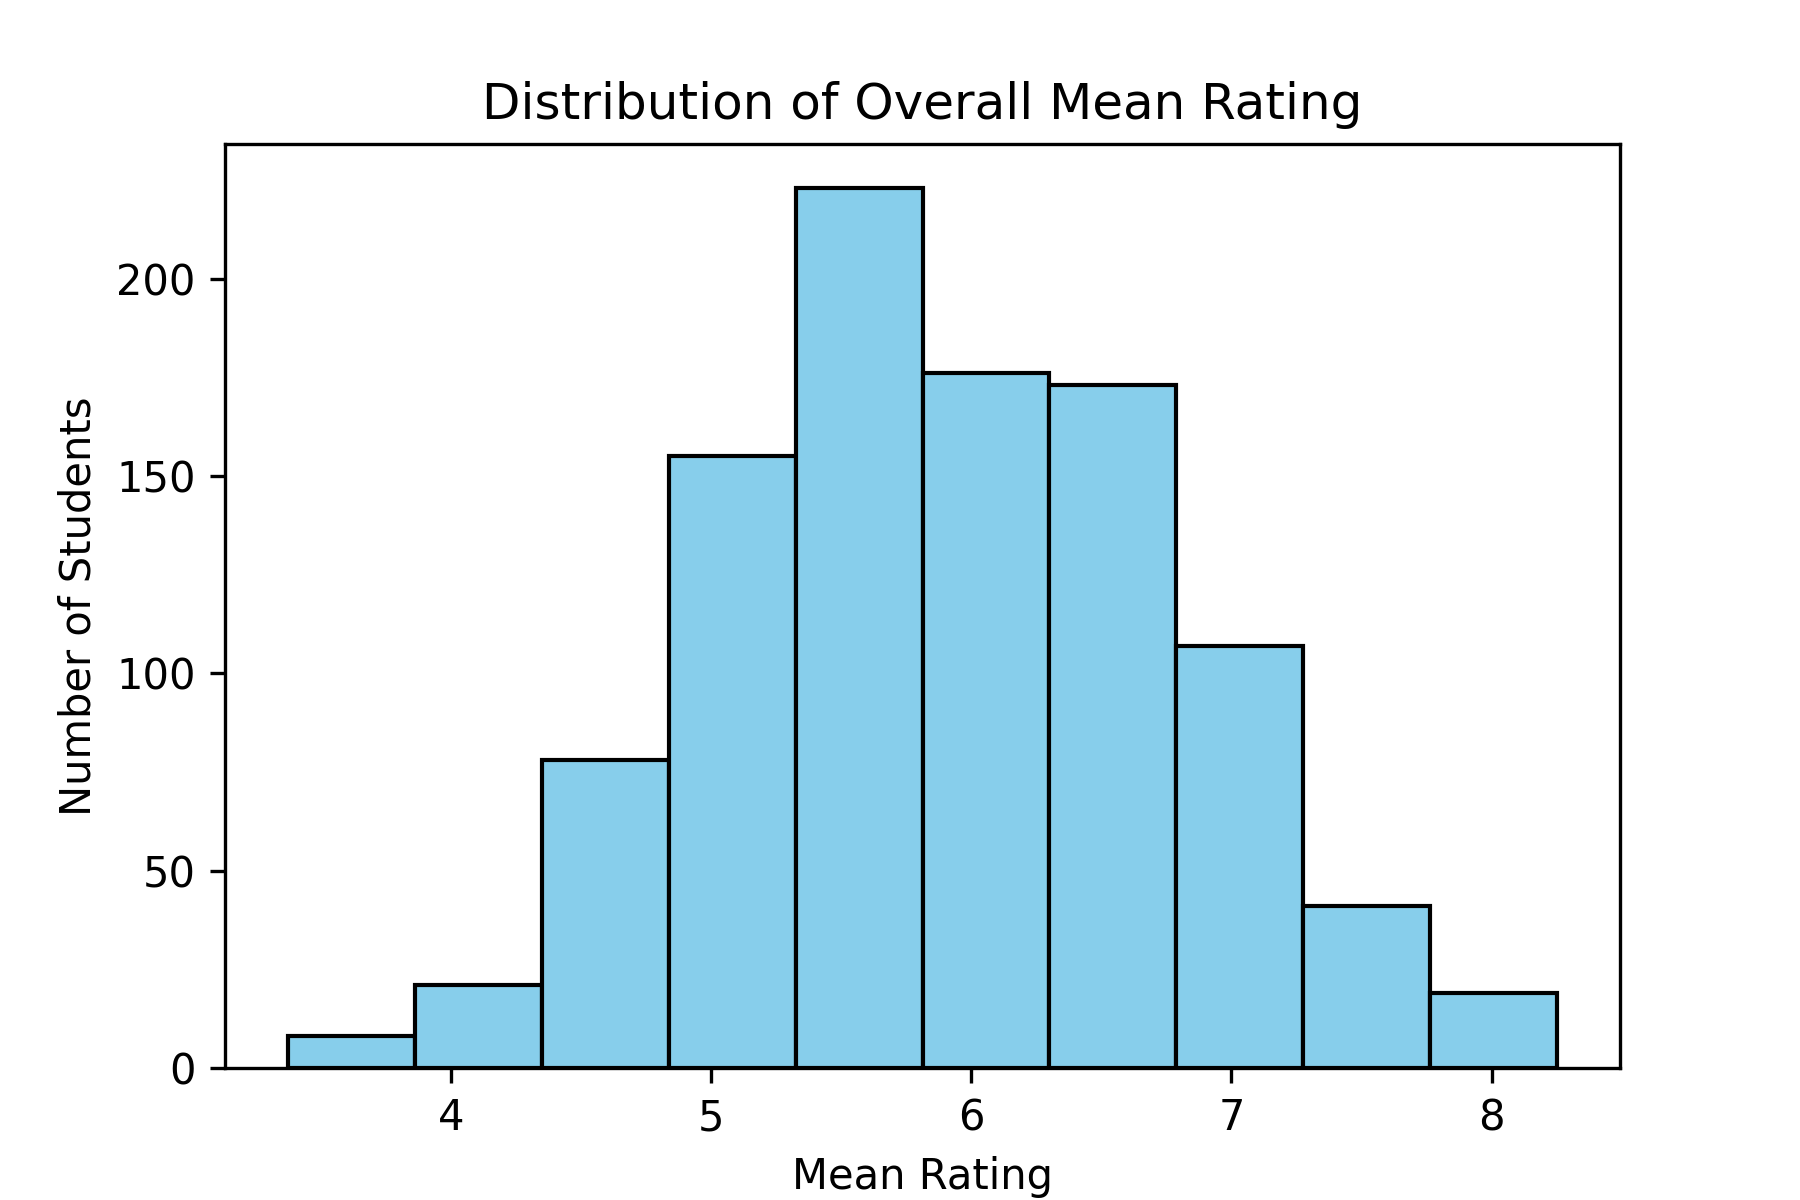 Distribution of Overall Mean Rating
Number of Students
200
150
100
50
0
4 5 6 7 8
Mean Rating